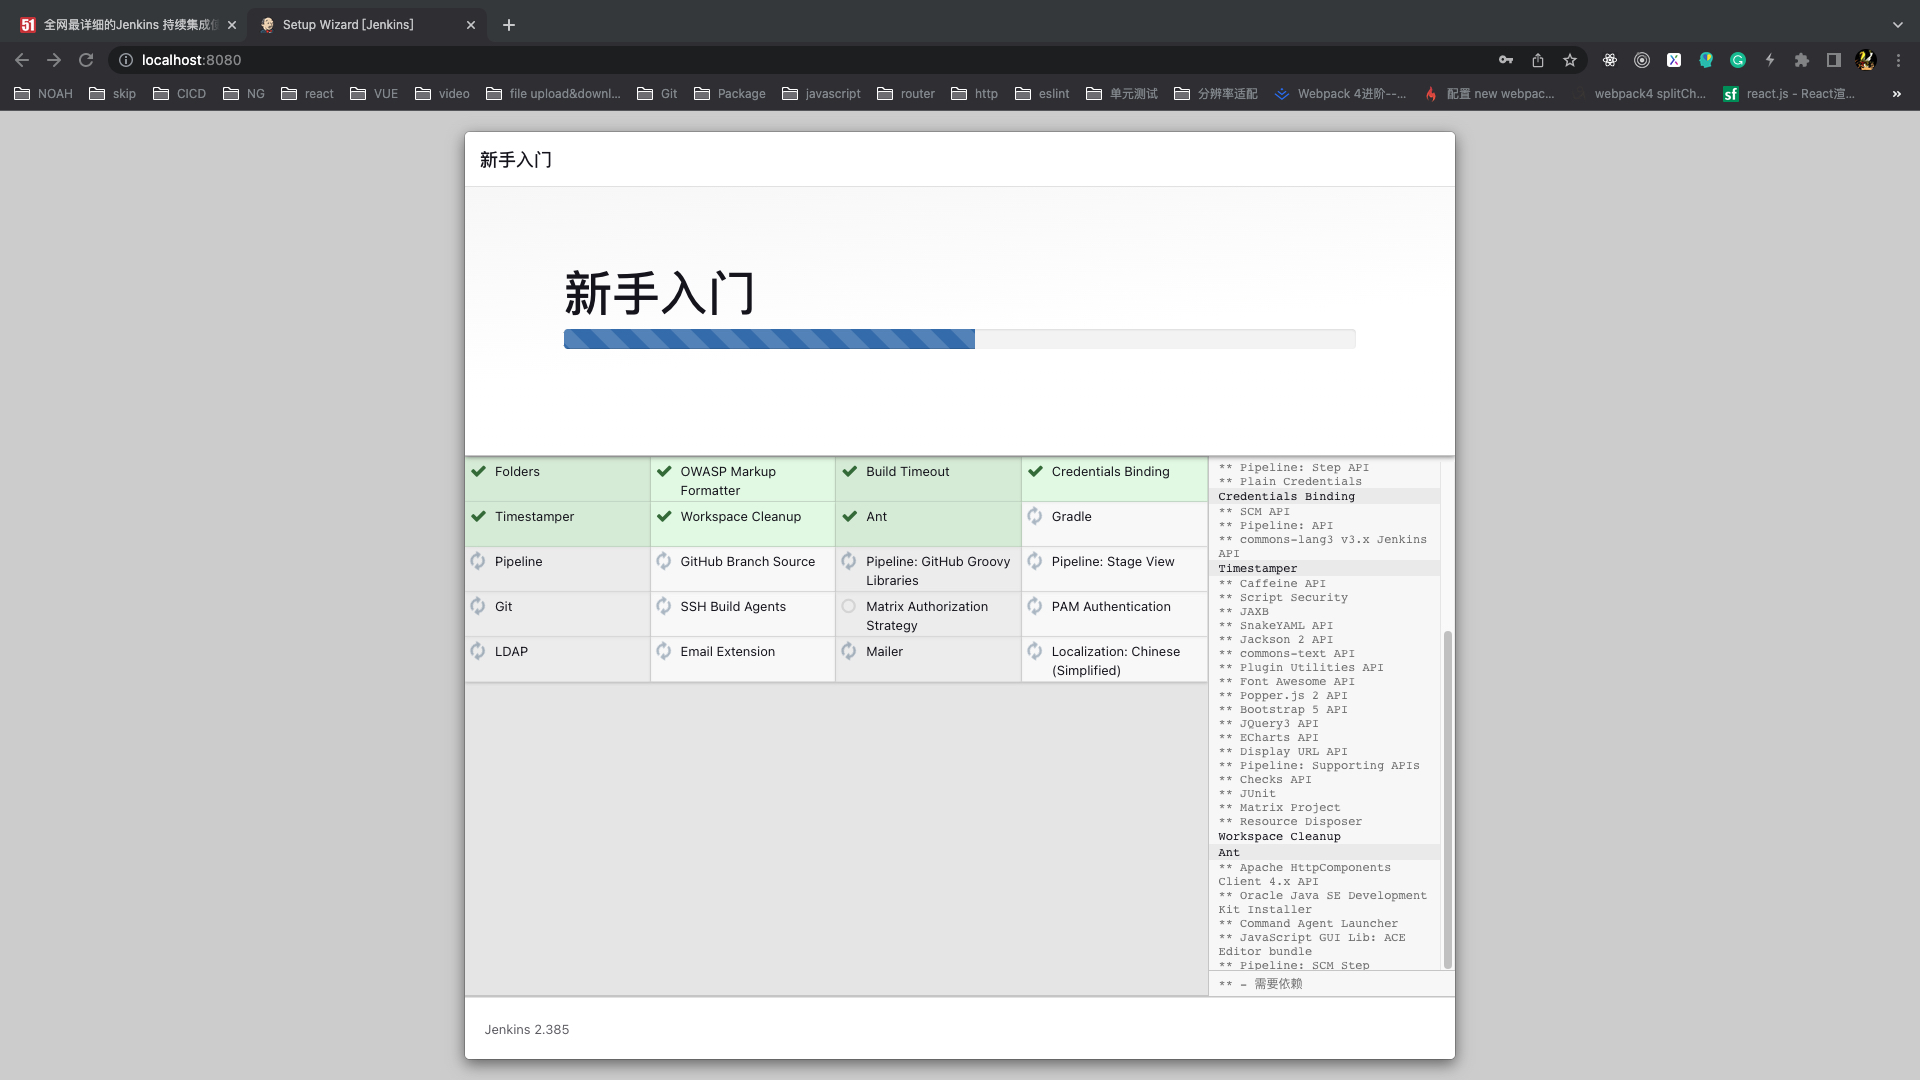 全网最详细的Jenkins 持续集成
Setup Wizard [Jenkins]
localhost:8080
NOAH
skip
CICD
NG
react
VUE
video
file upload&downl...
Git
Package
javascript
router
http
eslint
单元测试
分辨率适配
Webpack 4进阶--...
配置 new webpac...
webpack4 splitCh...
sf react.js - React渲...
»
新手入门
新手入门
Folders
OWASP Markup
Formatter
Build Timeout
Credentials Binding
Timestamper
Workspace Cleanup
Ant
Gradle
Pipeline
GitHub Branch Source
Pipeline: GitHub Groovy
Libraries
Pipeline: Stage View
Git
SSH Build Agents
Matrix Authorization
Strategy
PAM Authentication
LDAP
Email Extension
Mailer
Localization: Chinese
(Simplified)
** Pipeline: Step API
** Plain Credentials
Credentials Binding
** SCM API
** Pipeline: API
** commons-lang3 v3.x Jenkins
API
Timestamper
** Caffeine API
** Script Security
** JAXB
** SnakeYAML API
** Jackson 2 API
** commons-text API
** Plugin Utilities API
** Font Awesome API
** Popper.js 2 API
** Bootstrap 5 API
** JQuery3 API
** ECharts API
** Display URL API
** Pipeline: Supporting APIs
** Checks API
** JUnit
** Matrix Project
** Resource Disposer
Workspace Cleanup
Ant
** Apache HttpComponents
Client 4.x API
** Oracle Java SE Development
Kit Installer
** Command Agent Launcher
** JavaScript GUI Lib: ACE
Editor bundle
** Pipeline: SCM Step
** - 需要依赖
Jenkins 2.385